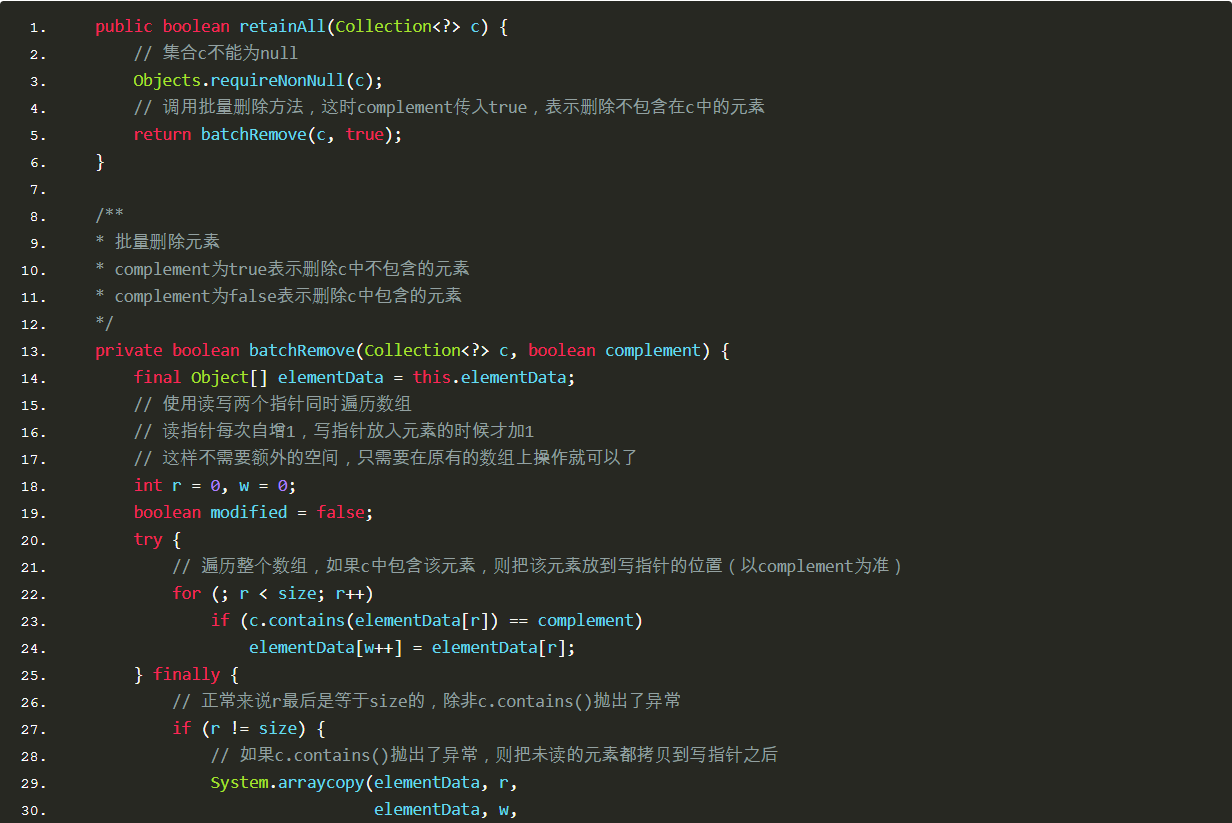 1.     public boolean retainAll(Collection<?> c) {
2.         // 集合c不能为null
3.         Objects.requireNonNull(c);
4.         // 调用批量删除方法，这时complement传入true，表示删除不包含在c中的元素
5.         return batchRemove(c, true);
6.     }
7.
8.     /**
9.     * 批量删除元素
10.     * complement为true表示删除c中不包含的元素
11.     * complement为false表示删除c中包含的元素
12.     */
13.     private boolean batchRemove(Collection<?> c, boolean complement) {
14.         final Object[] elementData = this.elementData;
15.         // 使用读写两个指针同时遍历数组
16.         // 读指针每次自增1，写指针放入元素的时候才加1
17.         // 这样不需要额外的空间，只需要在原有的数组上操作就可以了
18.         int r = 0, w = 0;
19.         boolean modified = false;
20.         try {
21.             // 遍历整个数组，如果c中包含该元素，则把该元素放到写指针的位置（以complement为准）
22.             for (; r < size; r++)
23.                 if (c.contains(elementData[r]) == complement)
24.                     elementData[w++] = elementData[r];
25.         } finally {
26.             // 正常来说r最后是等于size的，除非c.contains()抛出了异常
27.             if (r != size) {
28.                 // 如果c.contains()抛出了异常，则把未读的元素都拷贝到写指针之后
29.                 System.arraycopy(elementData, r,
30.                                  elementData, w,